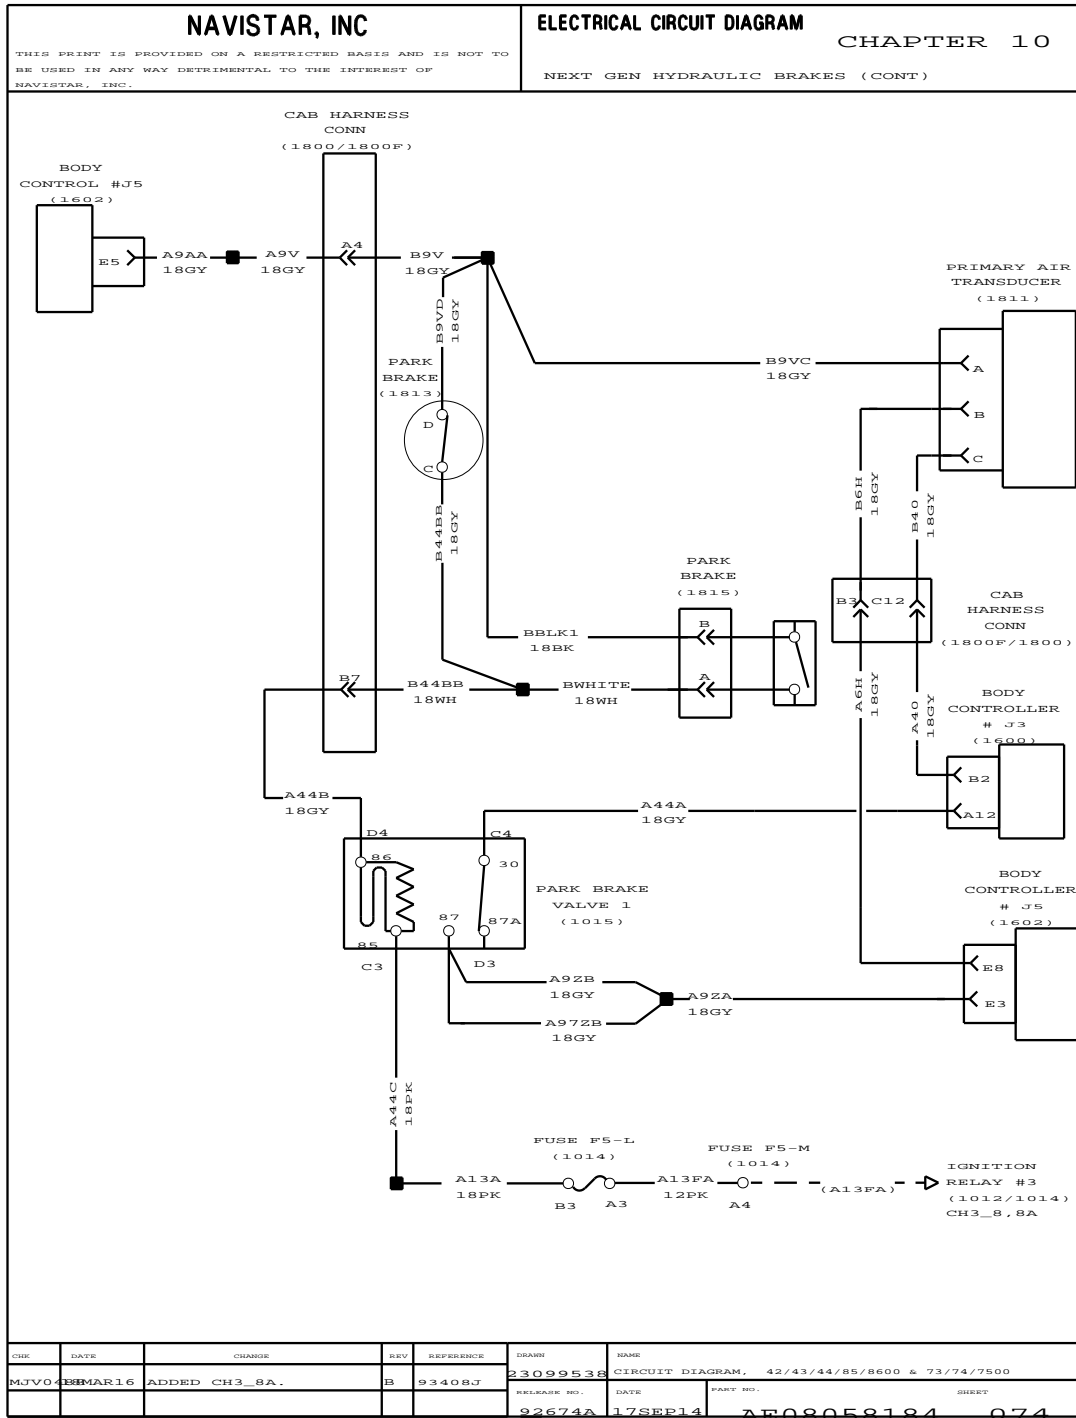 NAVISTAR, INC
THIS PRINT IS PROVIDED ON A RESTRICTED BASIS AND IS NOT TO
BE USED IN ANY WAY DETRIMENTAL TO THE INTEREST OF
NAVISTAR, INC.
ELECTRICAL CIRCUIT DIAGRAM
CHAPTER 10
NEXT GEN HYDRAULIC BRAKES (CONT)
CAB HARNESS
CONN
(1800/1800F)
BODY
CONTROL #J5
(1602)
E5
A9AA
18GY
A9V
18GY
A4
B9V
18GY
B9VD
18GY
PARK
BRAKE
(1813)
D
C
B44BB
18GY
PRIMARY AIR
TRANSDUCER
(1811)
B9VC
18GY
A
B
C
B6H
18GY
B40
18GY
PARK
BRAKE
(1815)
B
A
BBLK1
18BK
B7
B44BB
18WH
BWHITE
18WH
B3
C12
CAB
HARNESS
CONN
(1800F/1800)
A6H
18GY
A40
18GY
BODY
CONTROLLER
# J3
(1600)
B2
A12
A44B
18GY
A44A
18GY
D4
C4
86
30
87
87A
85
C3
D3
PARK BRAKE
VALVE 1
(1015)
BODY
CONTROLLER
# J5
(1602)
E8
E3
A9ZB
18GY
A9ZA
18GY
A97ZB
18GY
A44C
18PK
FUSE F5-L
(1014)
FUSE F5-M
(1014)
A13A
18PK
B3
A3
A13FA
12PK
A4
(A13FA)
IGNITION
RELAY #3
(1012/1014)
CH3_8,8A
CHK
DATE
CHANGE
REV
REFERENCE
DRAWN
NAME
MAR16
ADDED CH3_8A.
B
93408J
23099538
CIRCUIT DIAGRAM, 42/43/44/85/8600 & 73/74/7500
RELEASE NO.
DATE
PART NO.
SHEET
92674A
17SEP14
AE08058184
074